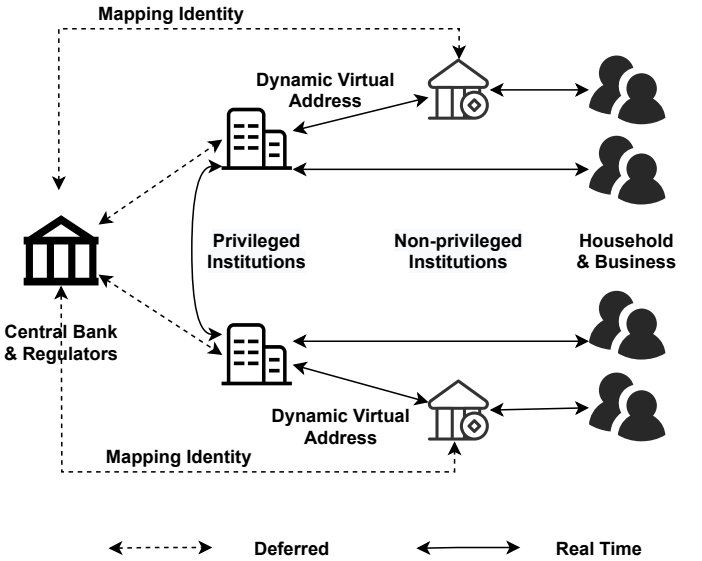 Mapping Identity
Dynamic Virtual
Address
Privileged
Institutions
Non-privileged
Institutions
Household
& Business
Central Bank
& Regulators
Dynamic Virtual
Address
Mapping Identity
Deferred
Real Time